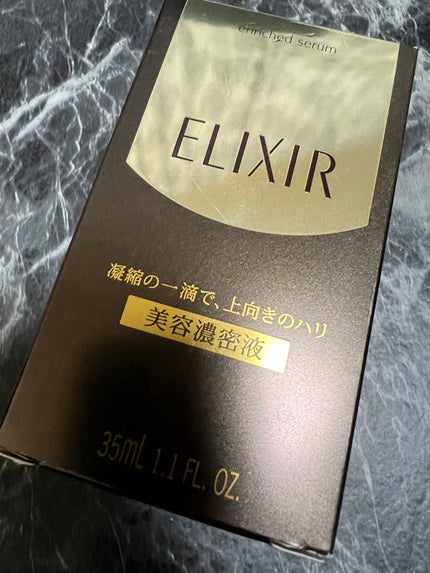 enriched serum
ELIXIR
凝縮の一滴で、上向きのハリ
美容濃密液
35mL 1.1 FL. OZ.